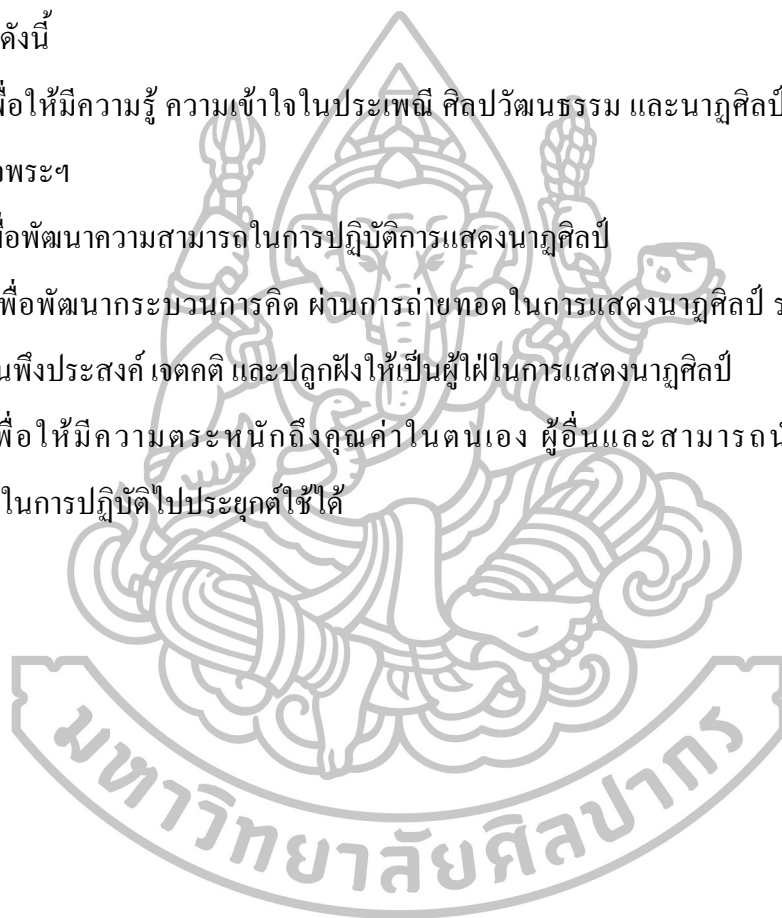 ดังนี้
พื่อให้มีความรู้ ความเข้าใจในประเพณี ศิลปวัฒนธรรม และนาฏศิลป์
พระฯ
พื่อพัฒนาความสามารถในการปฏิบัติการแสดงนาฏศิลป์
พื่อพัฒนากระบวนการคิด ผ่านการถ่ายทอดในการแสดงนาฏศิลป์
นพึงประสงค์ เจตคติ และปลูกฝังให้เป็นผู้ใฝ่ในการแสดงนาฏศิลป์
พื่อให้มีความตระหนักถึงคุณค่าในตนเอง ผู้อื่นและสามารถน
ในการปฏิบัติไปประยุกต์ใช้ได้
มหาวิทยาลัยศิลปากร